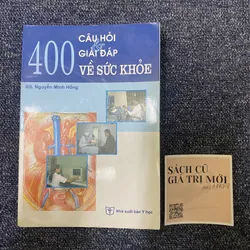 400
CÂU HỎI
GIẢI ĐÁP
VỀ SỨC KHỎE
BS. Nguyễn Minh Hồng
Nhà xuất bản Y học
SÁCH CŨ
GIÁ TRỊ MỚI